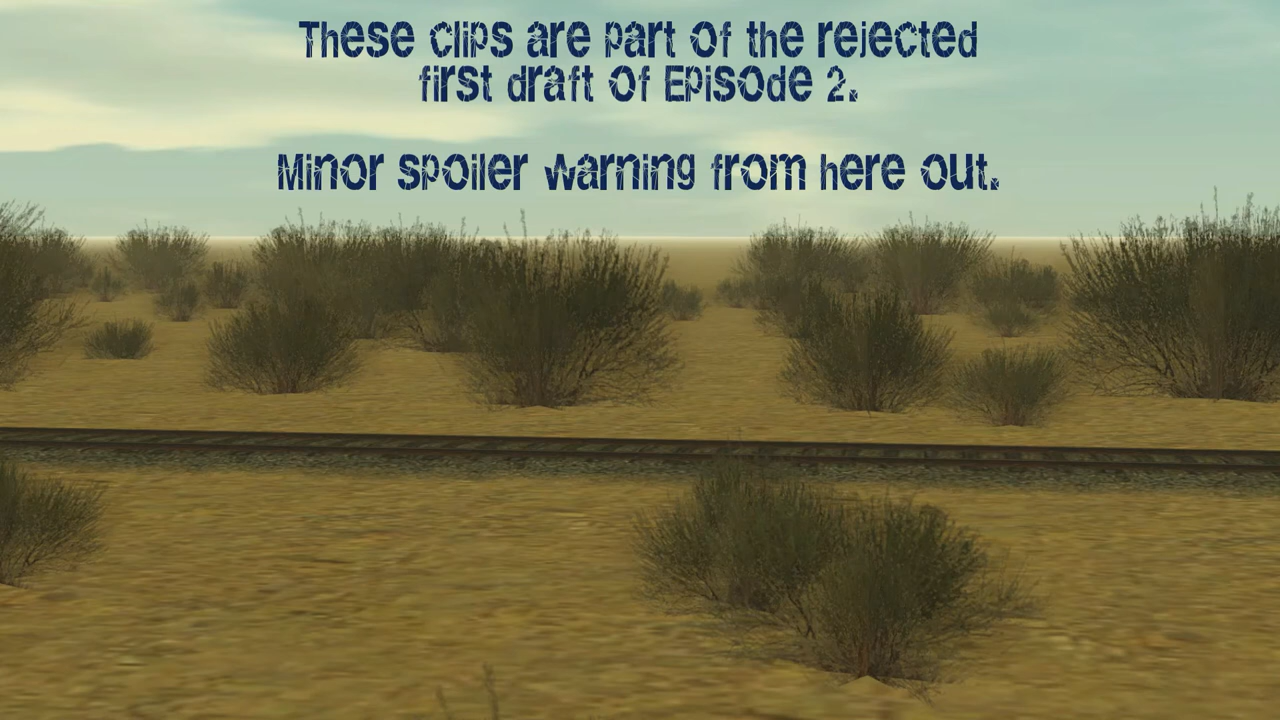 These clips are part of the rejected
first draft of Episode 2.
Minor spoiler warning from here out.